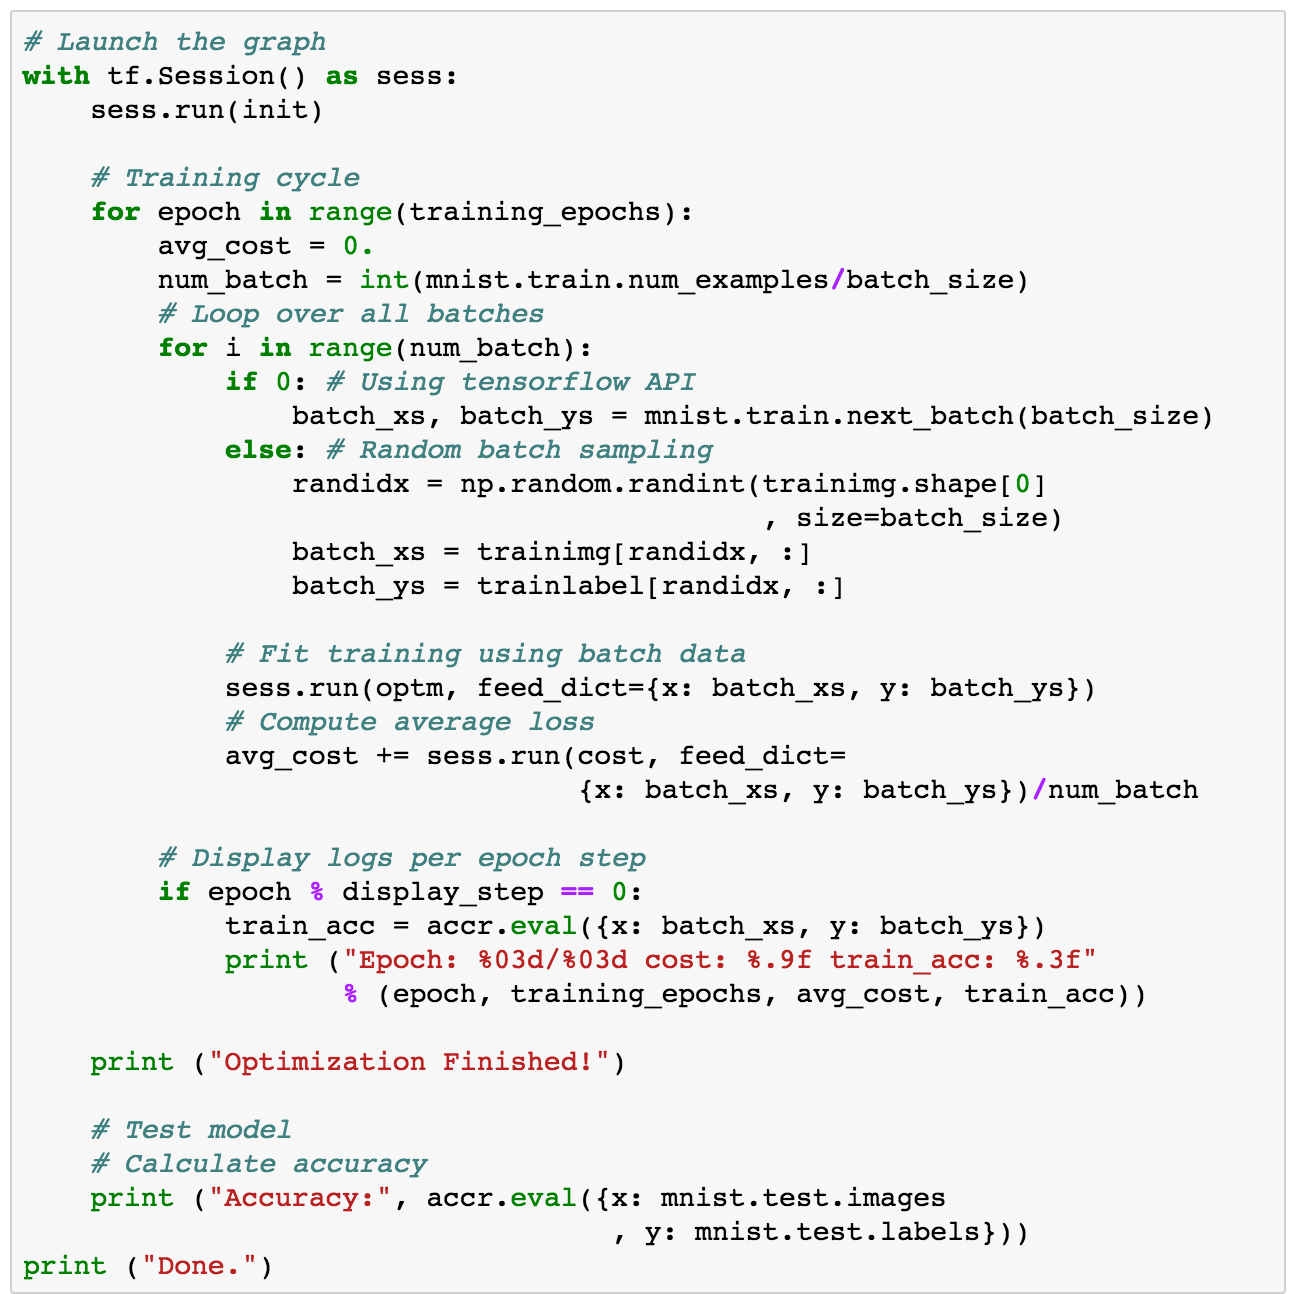 # Launch the graph
with tf.Session() as sess:
    sess.run(init)

    # Training cycle
    for epoch in range(training_epochs):
        avg_cost = 0.
        num_batch = int(mnist.train.num_examples/batch_size)
        # Loop over all batches
        for i in range(num_batch):
            if 0: # Using tensorflow API
                batch_xs, batch_ys = mnist.train.next_batch(batch_size)
            else: # Random batch sampling
                randidx = np.random.randint(trainimg.shape[0]
                                            , size=batch_size)
                batch_xs = trainimg[randidx, :]
                batch_ys = trainlabel[randidx, :]

            # Fit training using batch data
            sess.run(optm, feed_dict={x: batch_xs, y: batch_ys})
            # Compute average loss
            avg_cost += sess.run(cost, feed_dict=
                                 {x: batch_xs, y: batch_ys})/num_batch

        # Display logs per epoch step
        if epoch % display_step == 0:
            train_acc = accr.eval({x: batch_xs, y: batch_ys})
            print ("Epoch: %03d/%03d cost: %.9f train_acc: %.3f"
                   % (epoch, training_epochs, avg_cost, train_acc))

    print ("Optimization Finished!")

    # Test model
    # Calculate accuracy
    print ("Accuracy:", accr.eval({x: mnist.test.images
                                   , y: mnist.test.labels}))
print ("Done.")